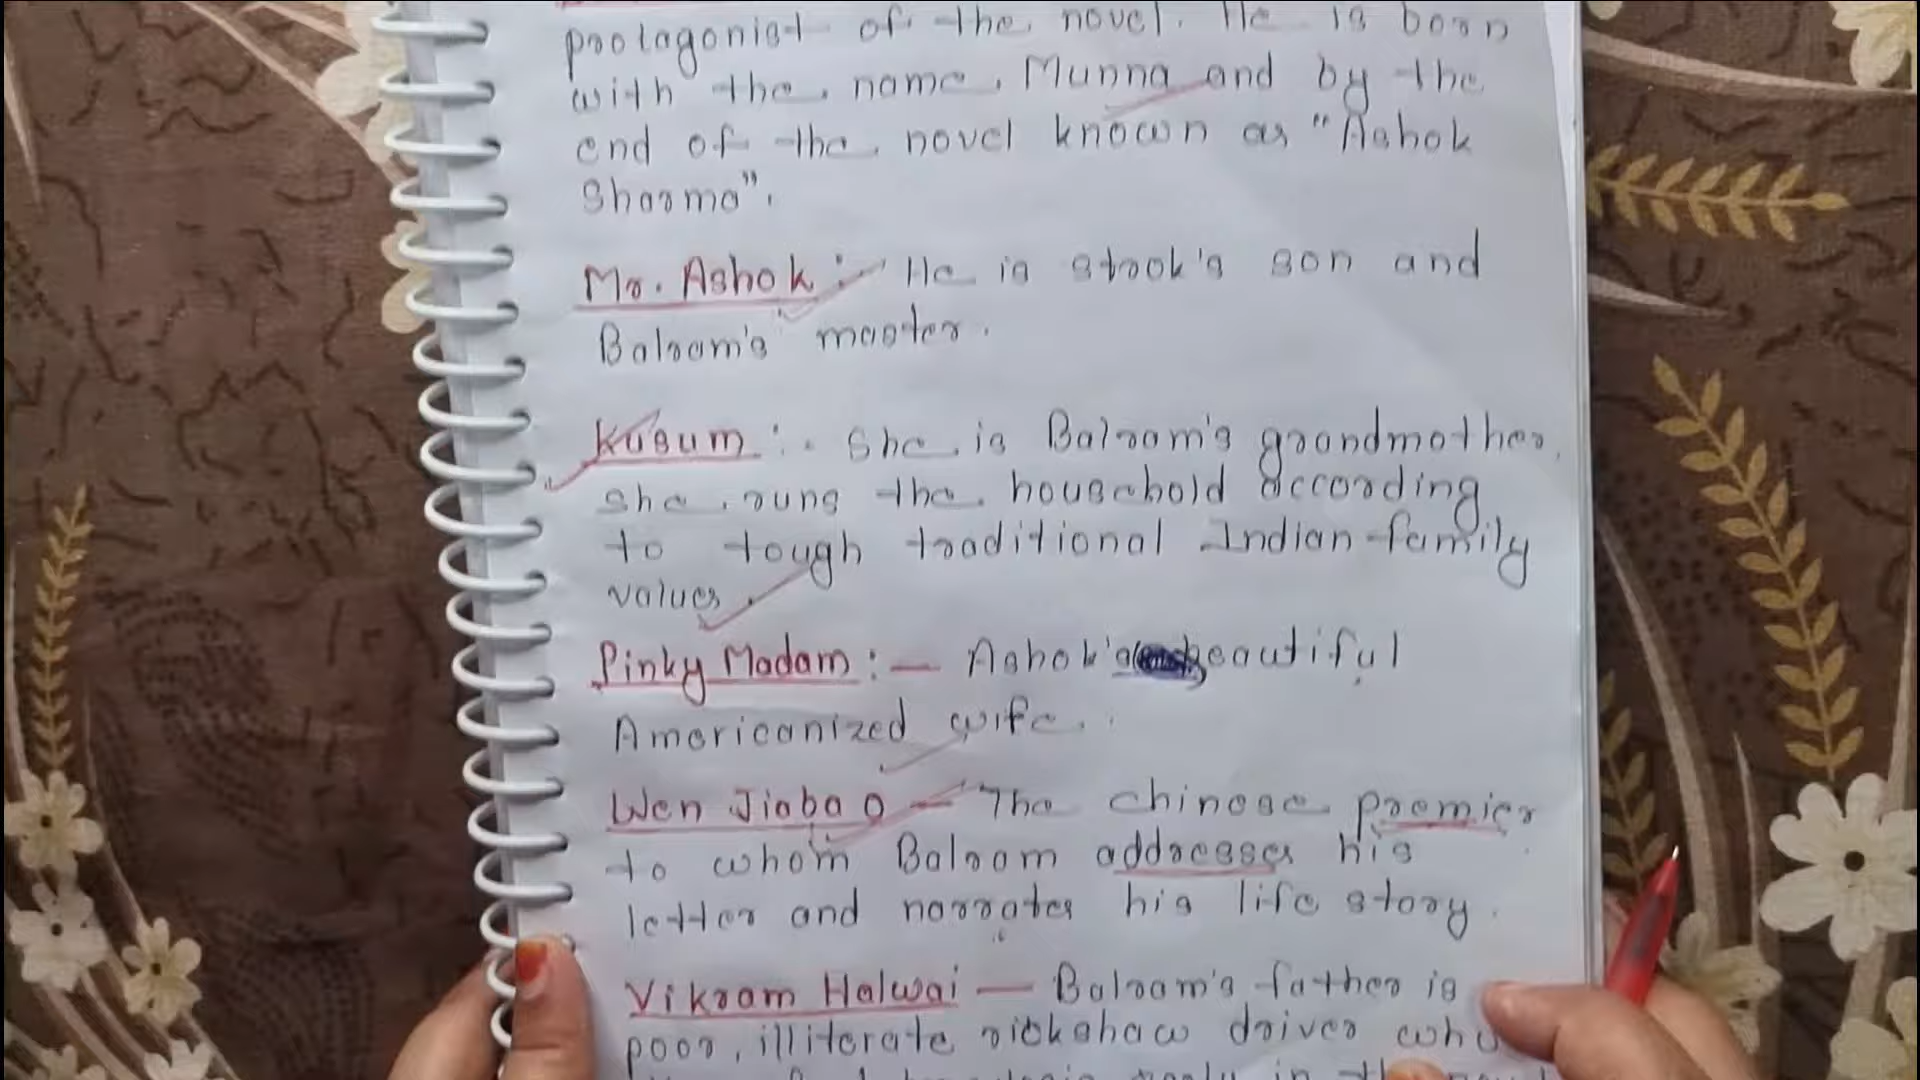 protagonist of the novel. He is born
with the name Munna and by the
end of the novel known as "Ashok
Sharma".
Mr. Ashok :- He is stork's son and
Balram's master.
Kusum :- She is Balram's grandmother.
She runs the household according
to tough traditional Indian family
values.
Pinky Madam :- Ashok's beautiful
Americanized wife.
Wen Jiabao - The chinese premier
to whom Balram addresses his
letter and narrates his life story.
Vikram Halwai - Balram's father is
poor, illiterate rickshaw driver who